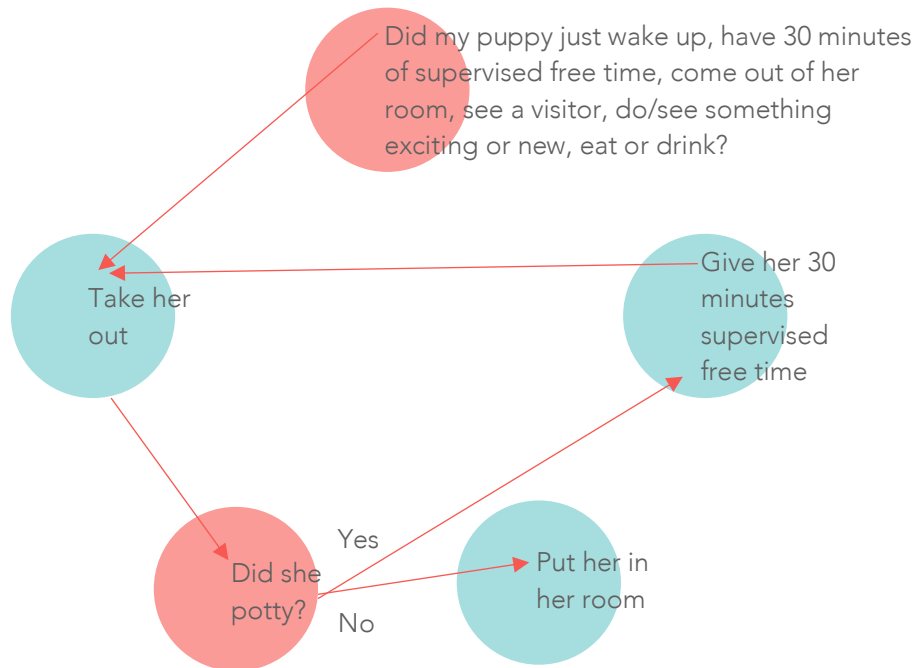 Did my puppy just wake up, have 30 minutes
of supervised free time, come out of her
room, see a visitor, do/see something
exciting or new, eat or drink?
Take her
out
Give her 30
minutes
supervised
free time
Did she
potty?
Yes
No
Put her in
her room